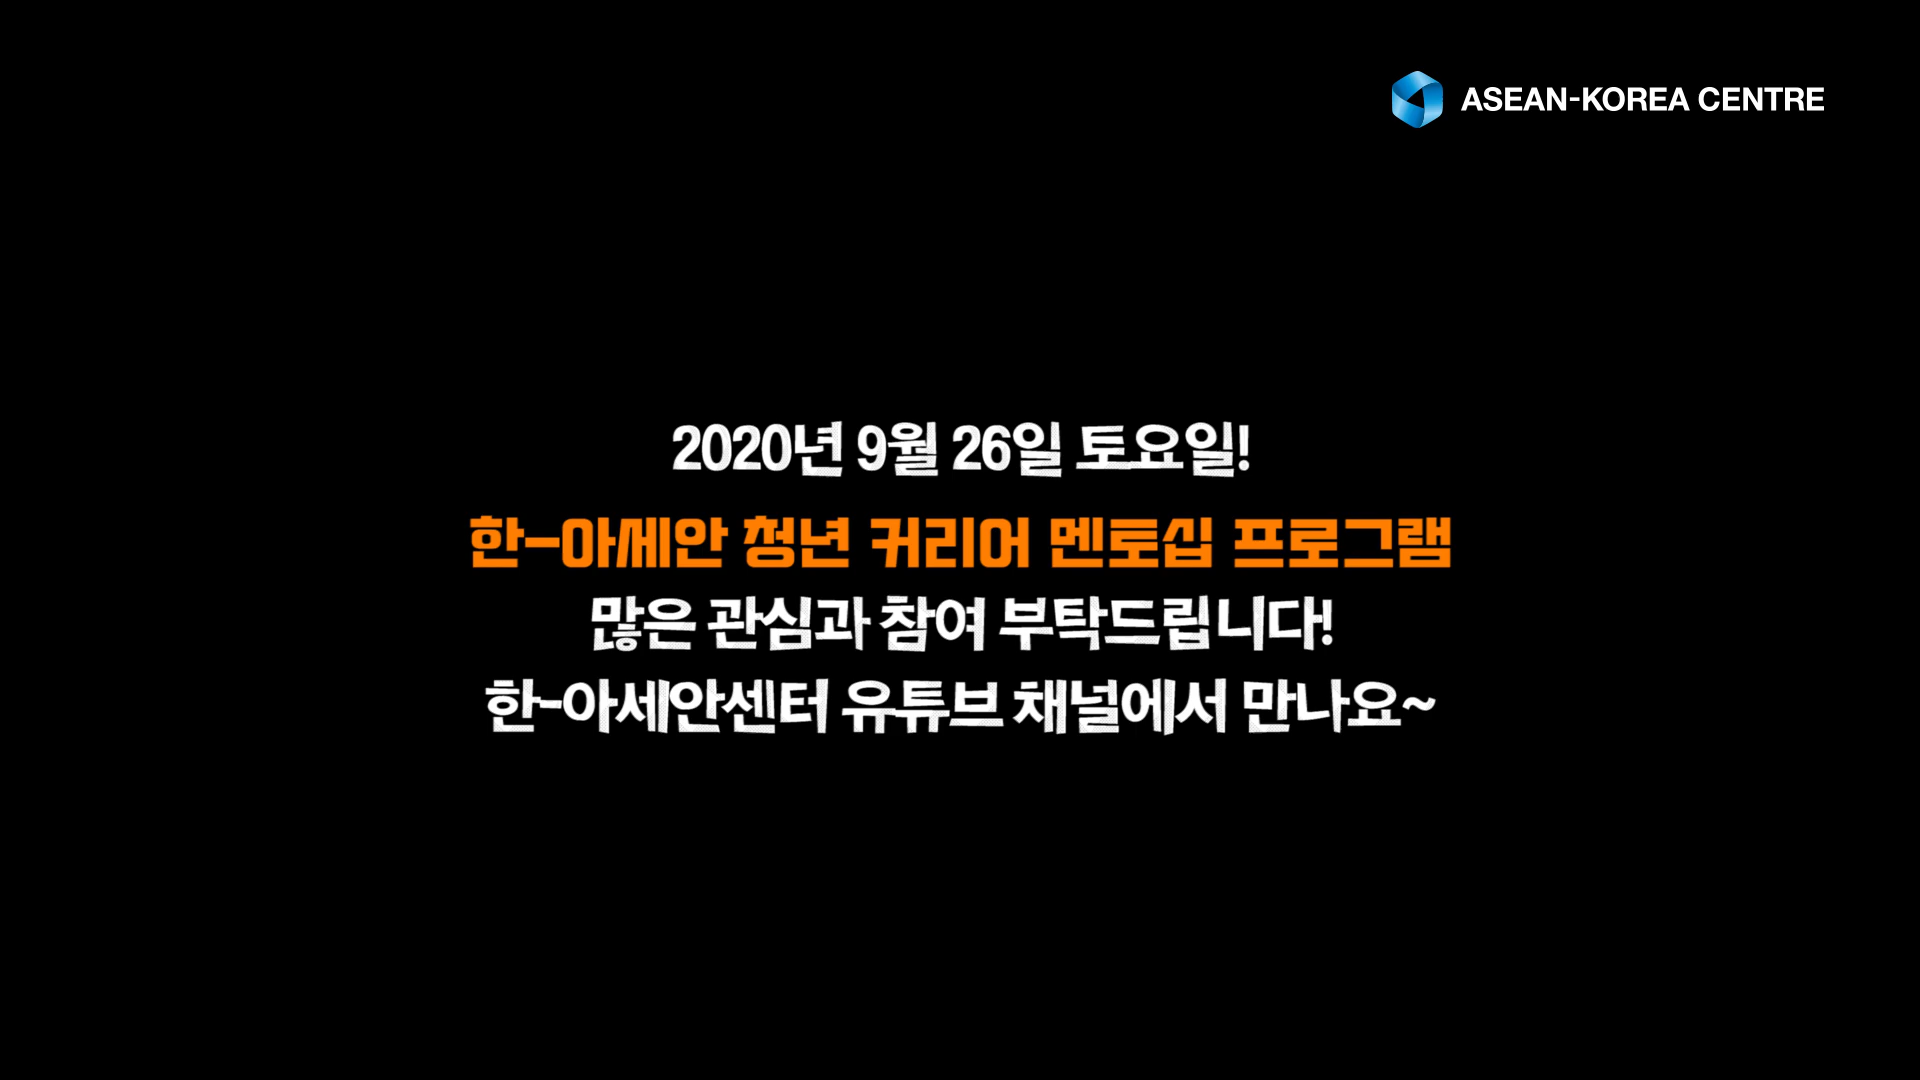 ASEAN-KOREA CENTRE
2020년 9월 26일 토요일!
한-아세안 청년 커리어 멘토십 프로그램
많은 관심과 참여 부탁드립니다!
한-아세안센터 유튜브 채널에서 만나요~